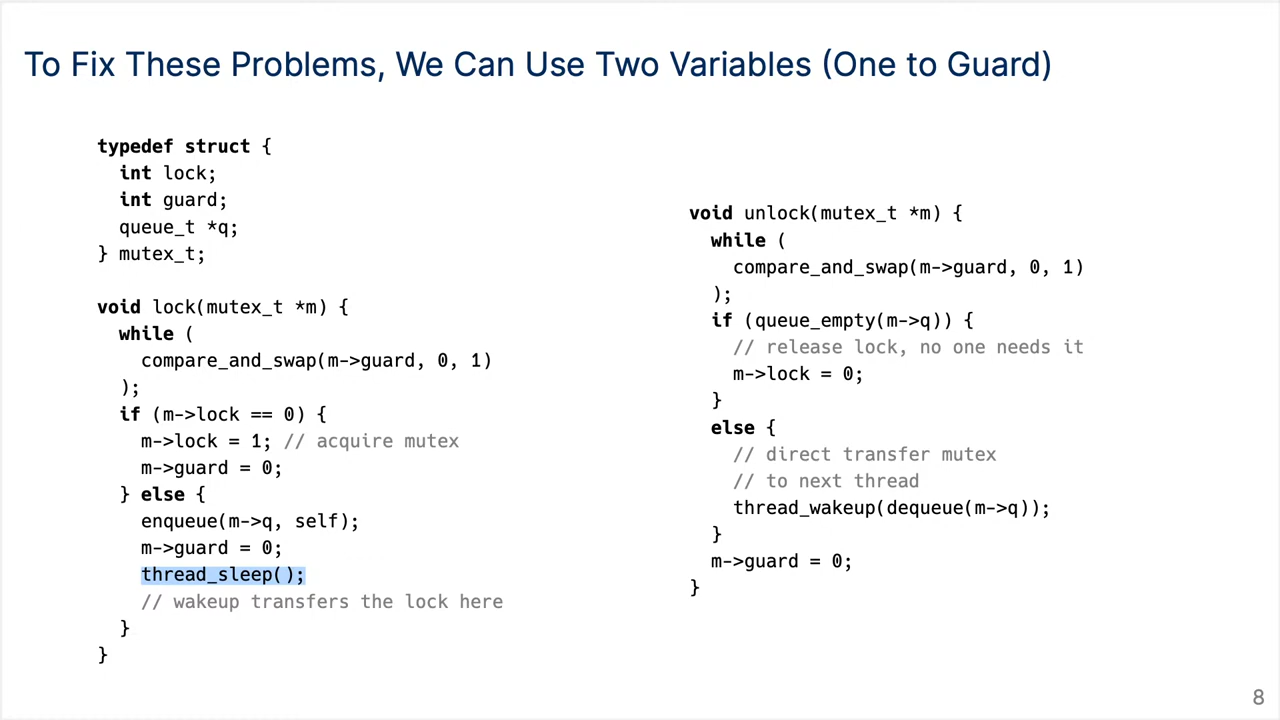 To Fix These Problems, We Can Use Two Variables (One to Guard)
typedef struct {
int lock;
int guard;
queue_t *q;
} mutex_t;
void lock(mutex_t *m) {
while (
compare_and_swap(m->guard, 0, 1)
);
if (m->lock == 0) {
m->lock = 1; // acquire mutex
m->guard = 0;
} else {
enqueue(m->q, self);
m->guard = 0;
thread_sleep();
// wakeup transfers the lock here
}
}
void unlock(mutex_t *m) {
while (
compare_and_swap(m->guard, 0, 1)
);
if (queue_empty(m->q)) {
// release lock, no one needs it
m->lock = 0;
}
else {
// direct transfer mutex
// to next thread
thread_wakeup(dequeue(m->q));
}
m->guard = 0;
}
8